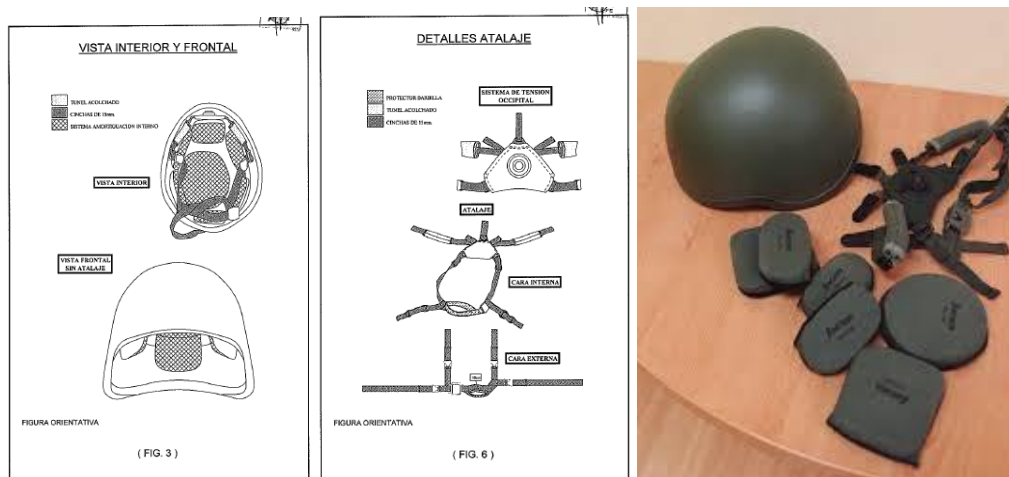 VISTA INTERIOR Y FRONTAL
TUNEL ACOLCHADO
CINCHAS DE 15mm.
SISTEMA AMORTIGUACION INTERNO
VISTA INTERIOR
VISTA FRONTAL
SIN ATALAJE
FIGURA ORIENTATIVA
( FIG. 3 )
DETALLES ATALAJE
PROTECTOR BARBILLA
TUNEL ACOLCHADO
CINCHAS DE 15mm.
SISTEMA DE TENSION
OCCIPITAL
ATALAJE
CARA INTERNA
CARA EXTERNA
FIGURA ORIENTATIVA
( FIG. 6 )